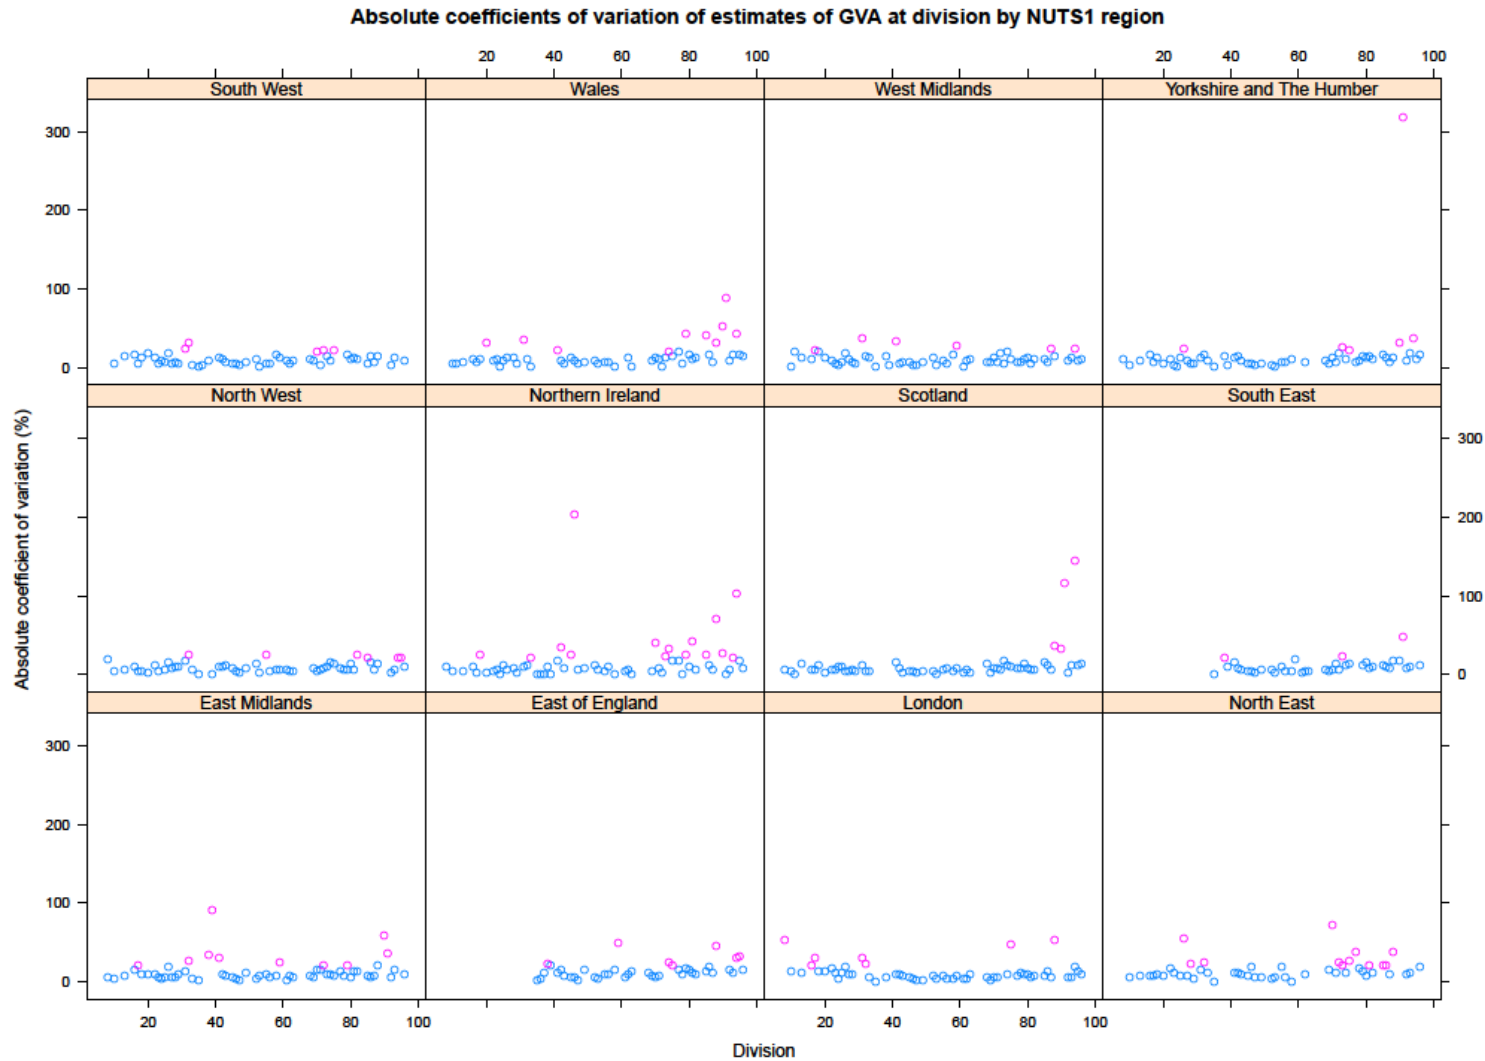 Absolute coefficients of variation of estimates of GVA at division by NUTS1 region
20 40 60 80 100 20 40 60 80 100
South West Wales West Midlands Yorkshire and The Humber
300
200
100
0
North West Northern Ireland Scotland South East
300
200
100
0
East Midlands East of England London North East
300
200
100
0
20 40 60 80 100 20 40 60 80 100
Absolute coefficient of variation (%)
Division